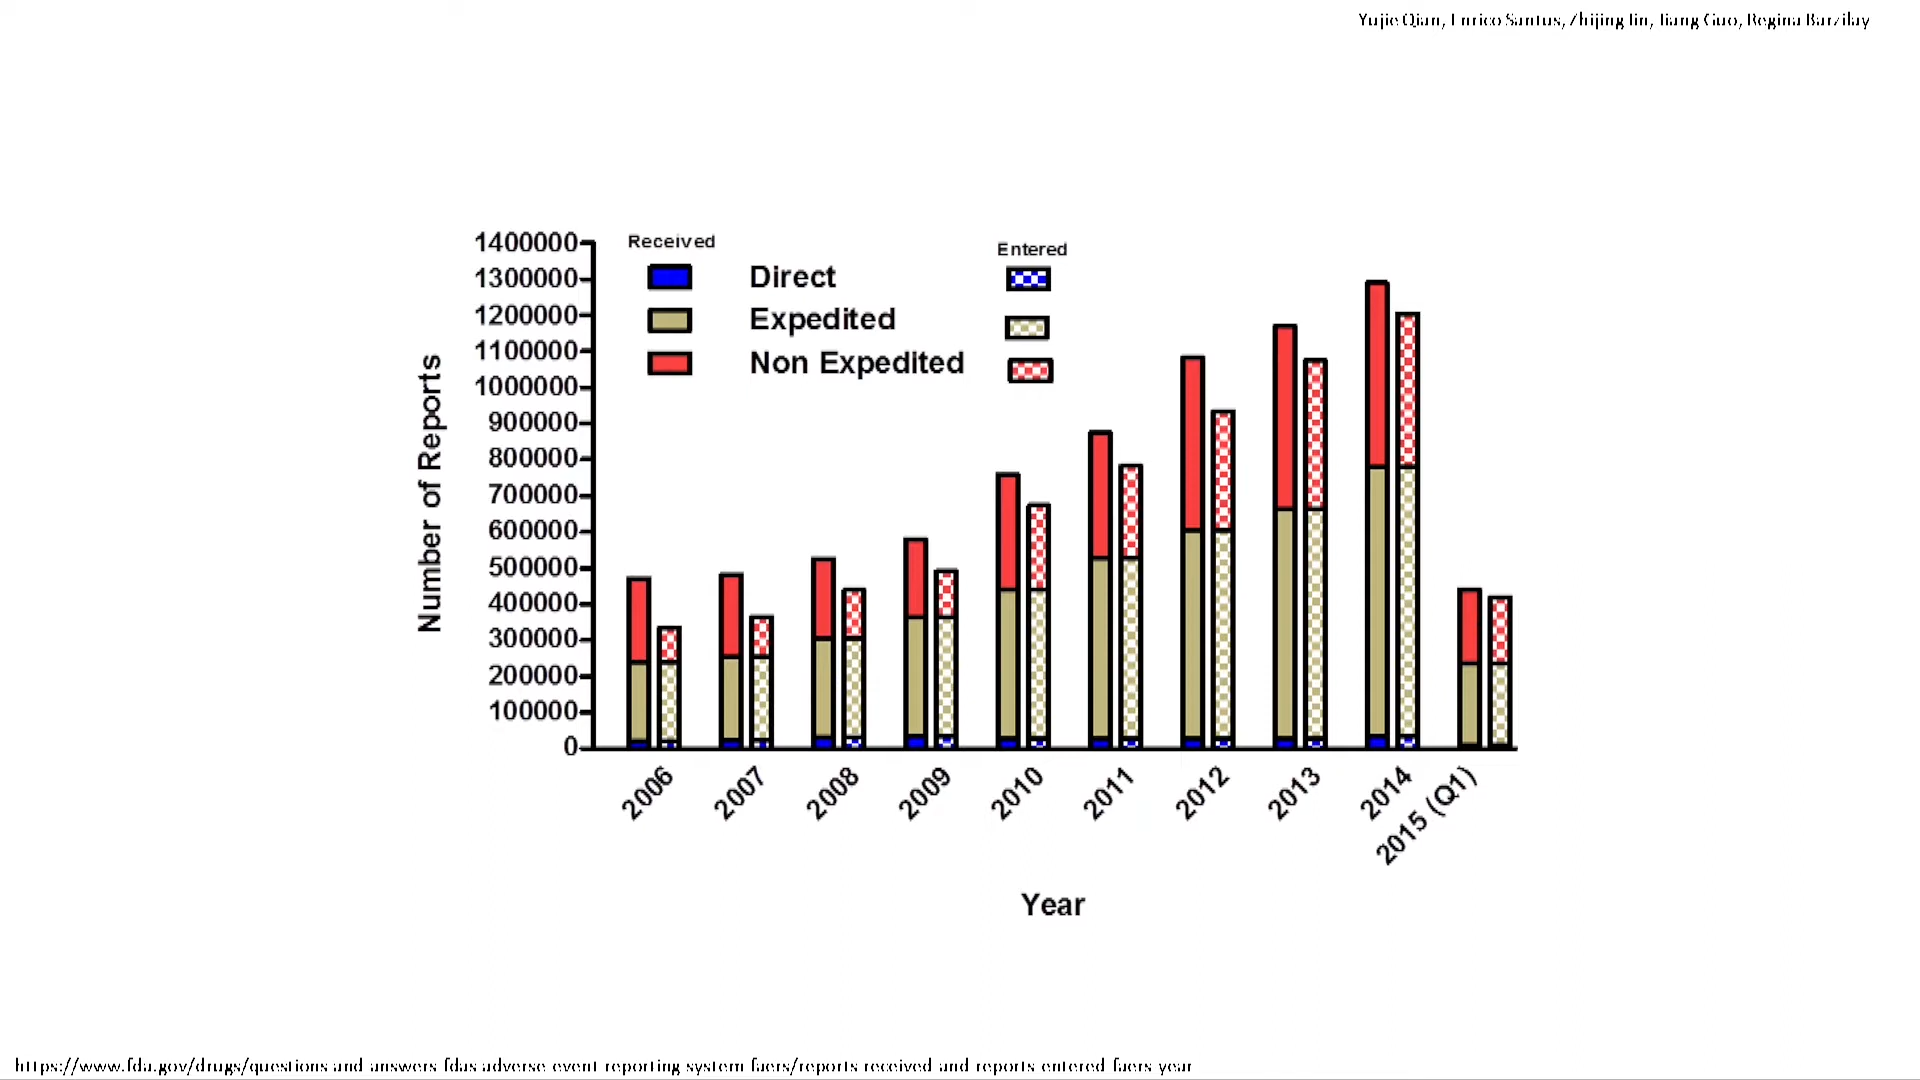 Yujie Qian, Enrico Santus, Zhijing Jin, Jiang Guo, Regina Barzilay
Received
Entered
Direct
Expedited
Non Expedited
Number of Reports
1400000
1300000
1200000
1100000
1000000
900000
800000
700000
600000
500000
400000
300000
200000
100000
0
2006
2007
2008
2009
2010
2011
2012
2013
2014
2015 (Q1)
Year
https://www.fda.gov/drugs/questions-and-answers-fdas-adverse-event-reporting-system-faers/reports-received-and-reports-entered-faers-year